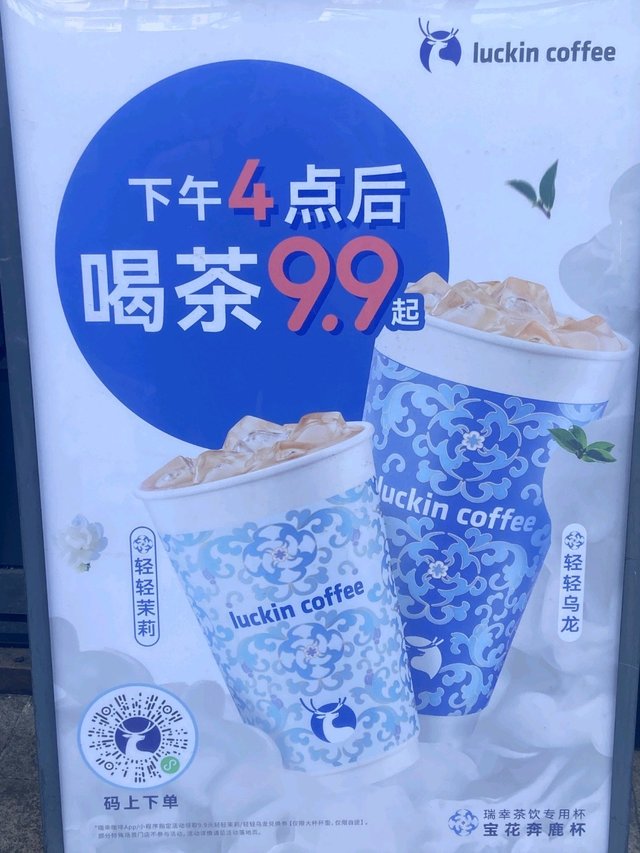 luckin coffee
下午4点后
喝茶9.9起
luckin coffee
luckin coffee
轻轻茉莉
轻轻乌龙
码上下单
瑞幸茶饮专用杯
宝花奔鹿杯